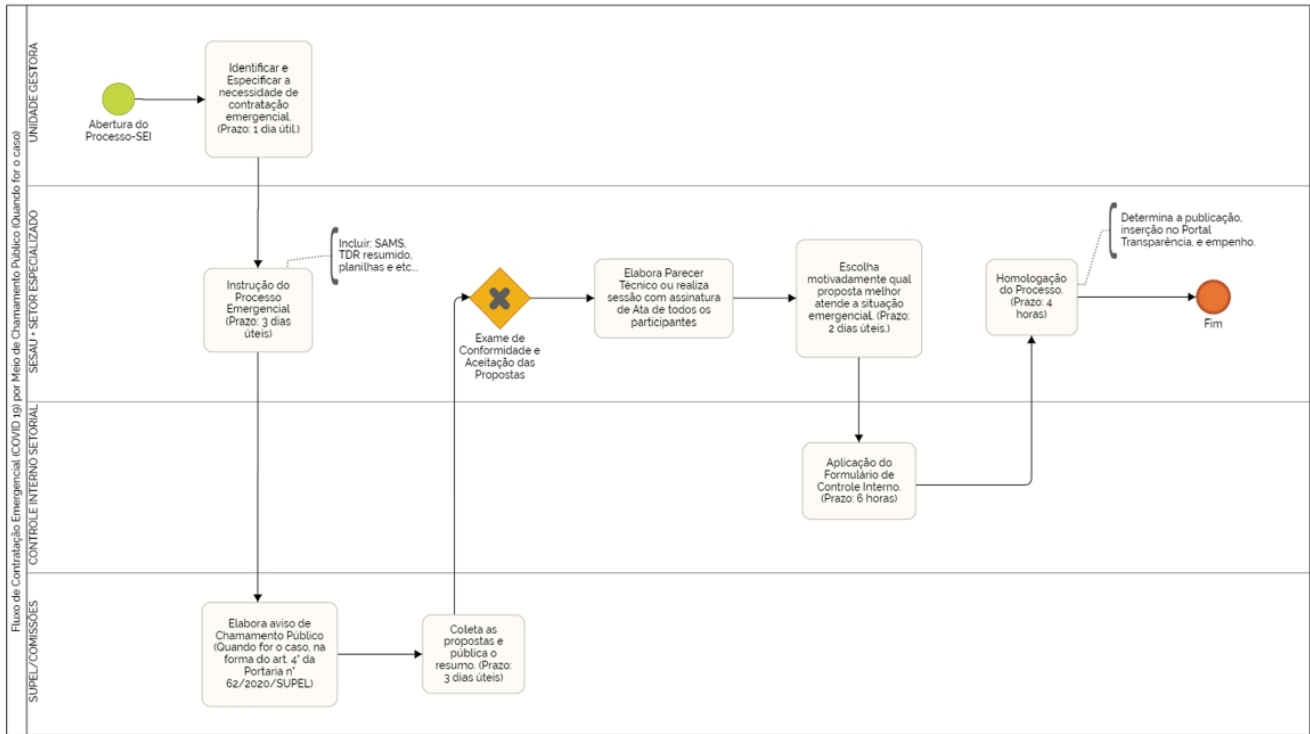 Fluxo de Contratação Emergencial (COVID 19) por Meio de Chamamento Público (Quando for o caso)
UNIDADE GESTORA
Abertura do
Processo-SEI
Identificar e
Especificar a
necessidade de
contratação
emergencial.
(Prazo: 1 dia útil.)
SESAU + SETOR ESPECIALIZADO
Instrução do
Processo
Emergencial
(Prazo: 3 dias
úteis)
Incluir: SAMS,
TDR resumido,
planilhas e etc...
Exame de
Conformidade e
Aceitação das
Propostas
Elabora Parecer
Técnico ou realiza
sessão com assinatura
de Ata de todos os
participantes
Escolha
motivadamente qual
proposta melhor
atende a situação
emergencial. (Prazo:
2 dias úteis.)
Homologação
do Processo.
(Prazo: 4
horas)
Determina a publicação,
inserção no Portal
Transparência, e empenho.
Fim
CONTROLE INTERNO SETORIAL
Aplicação do
Formulário de
Controle Interno.
(Prazo: 6 horas)
SUPEL/COMISSÕES
Elabora aviso de
Chamamento Público
(Quando for o caso, na
forma do art. 4° da
Portaria n°
62/2020/SUPEL)
Coleta as
propostas e
pública o
resumo. (Prazo:
3 dias úteis)